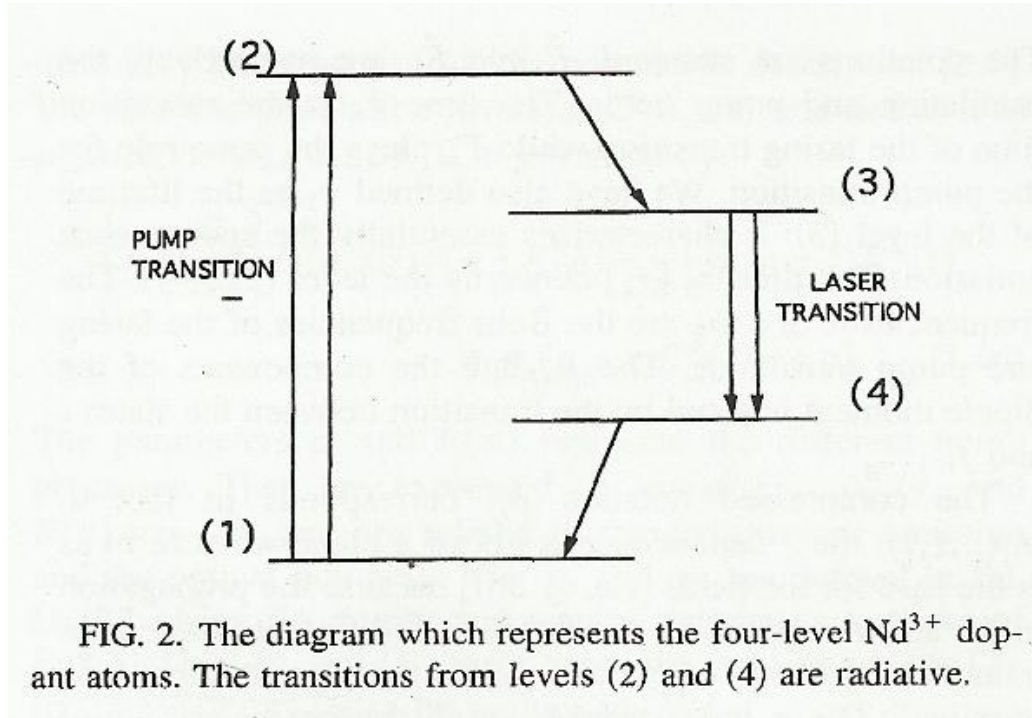 (2)
(3)
PUMP
TRANSITION
LASER
TRANSITION
(4)
(1)
FIG. 2. The diagram which represents the four-level Nd³⁺ dop-
ant atoms. The transitions from levels (2) and (4) are radiative.